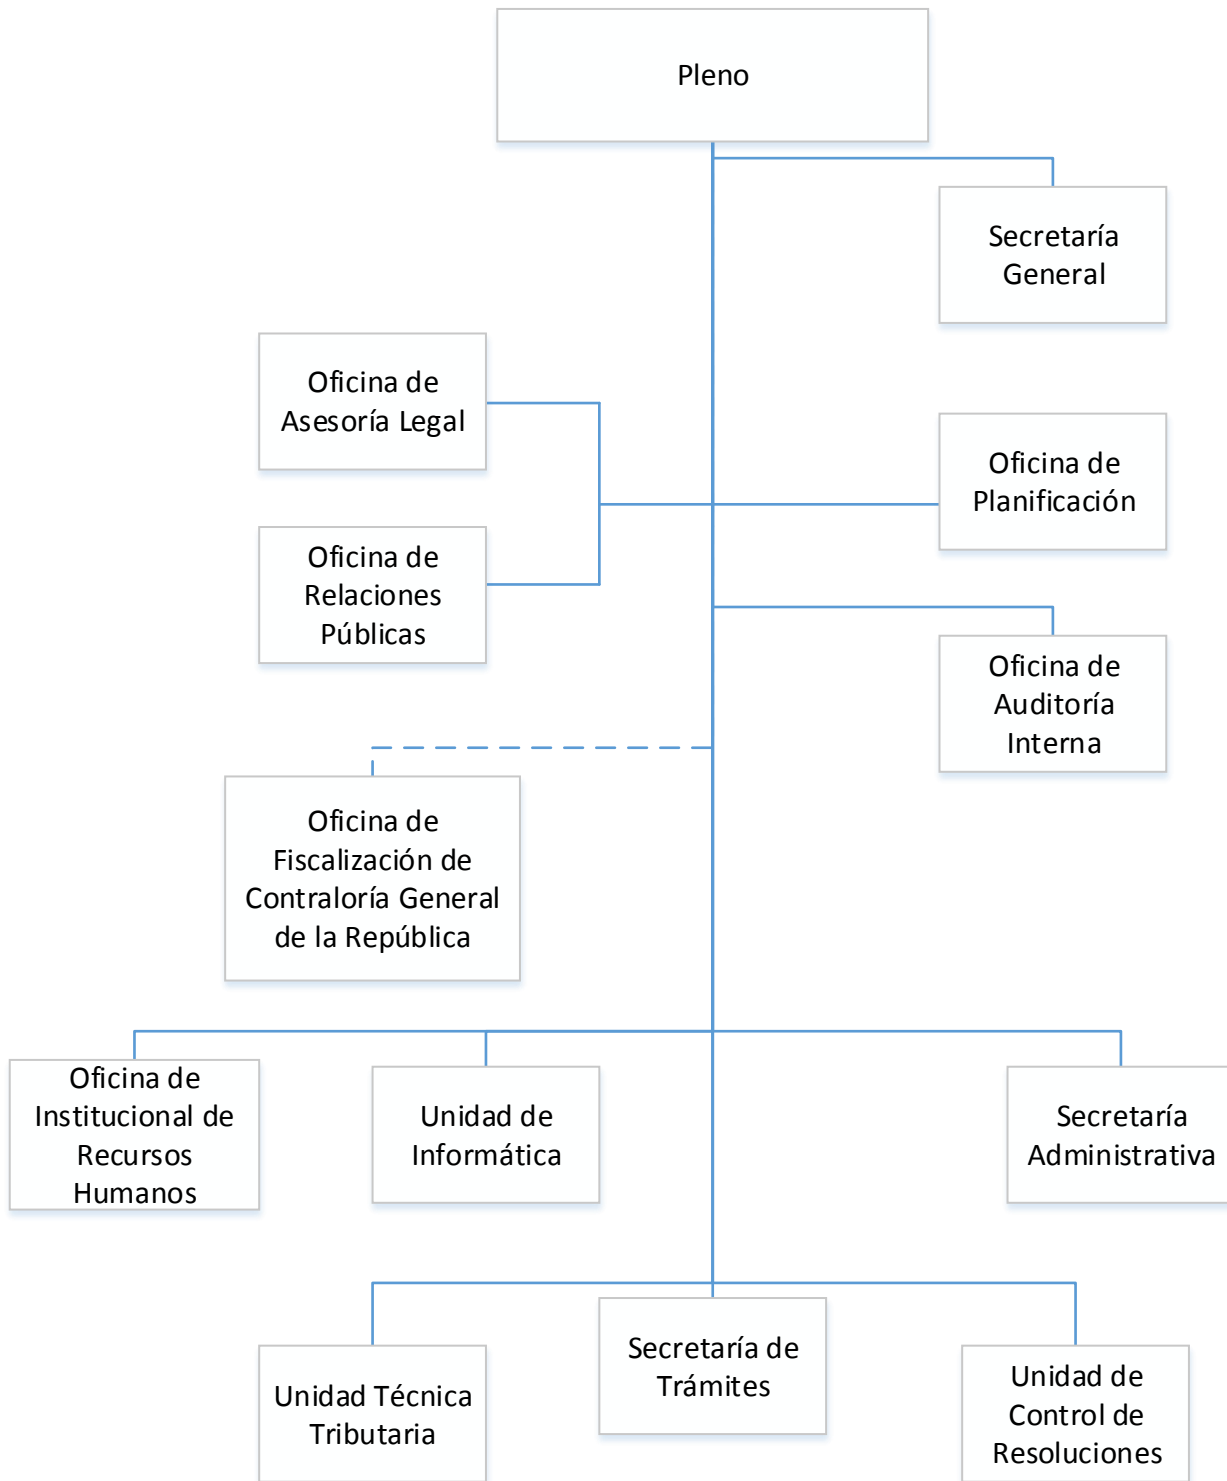 Pleno
Secretaría
General
Oficina de
Asesoría Legal
Oficina de
Planificación
Oficina de
Relaciones
Públicas
Oficina de
Auditoría
Interna
Oficina de
Fiscalización de
Contraloría General
de la República
Oficina de
Institucional de
Recursos
Humanos
Unidad de
Informática
Secretaría
Administrativa
Unidad Técnica
Tributaria
Secretaría de
Trámites
Unidad de
Control de
Resoluciones